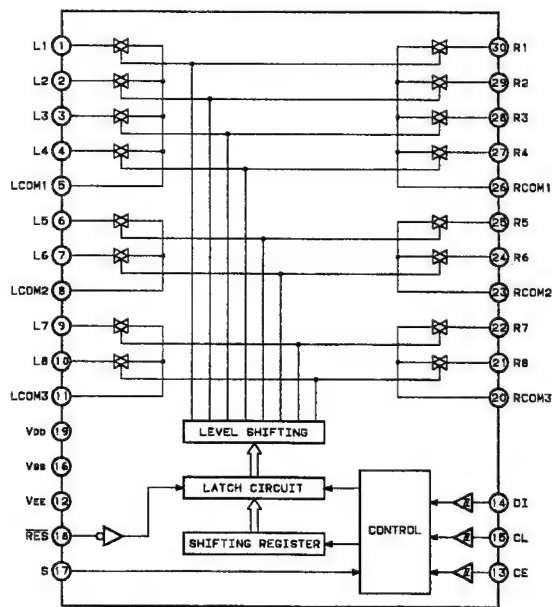 L1 1 30 R1
L2 2 29 R2
L3 3 28 R3
L4 4 27 R4
LCOM1 5 26 RCOM1
L5 6 25 R5
L6 7 24 R6
LCOM2 8 23 RCOM2
L7 9 22 R7
L8 10 21 R8
LCOM3 11 20 RCOM3
VDD 19
LEVEL SHIFTING
VSS 16
VEE 12
LATCH CIRCUIT
14 DI
RES 18
SHIFTING REGISTER
CONTROL
15 CL
S 17
13 CE